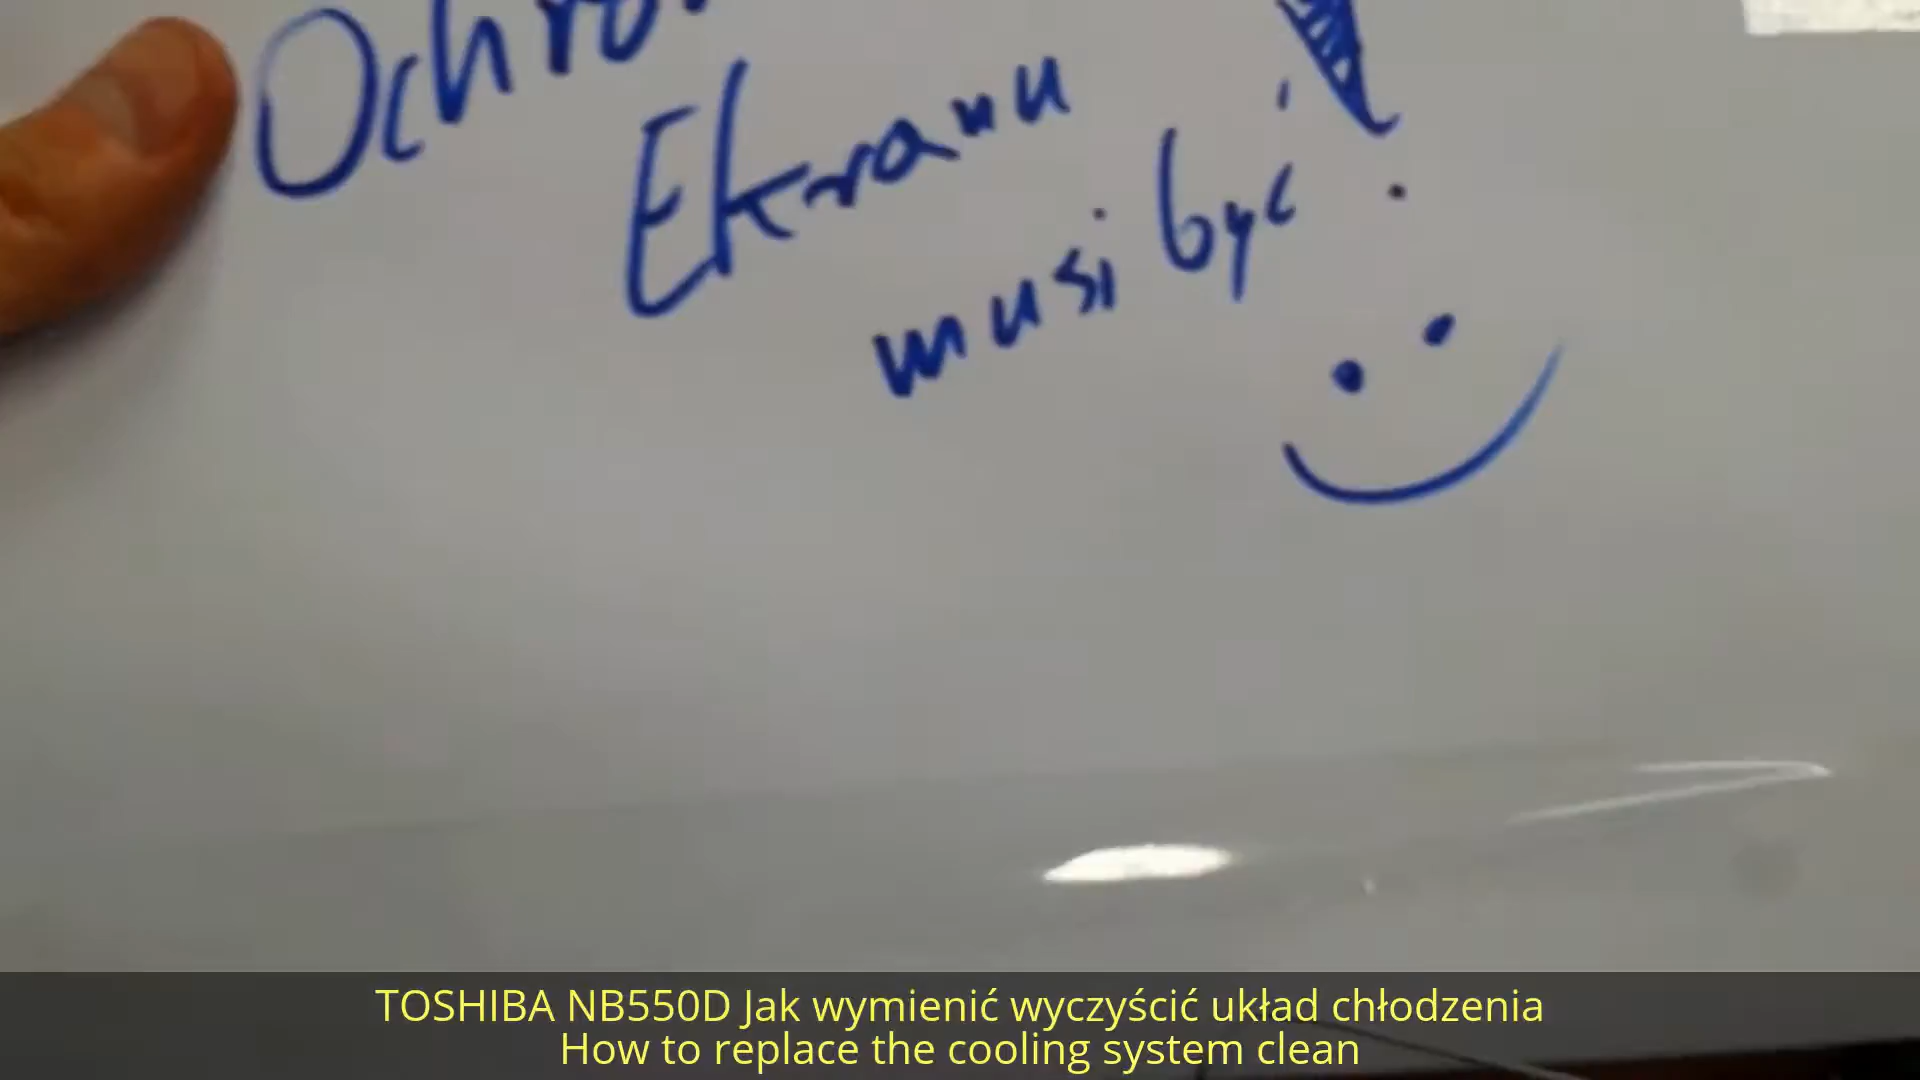 Ekranu
musi być
TOSHIBA NB550D Jak wymienić wyczyścić układ chłodzenia
How to replace the cooling system clean